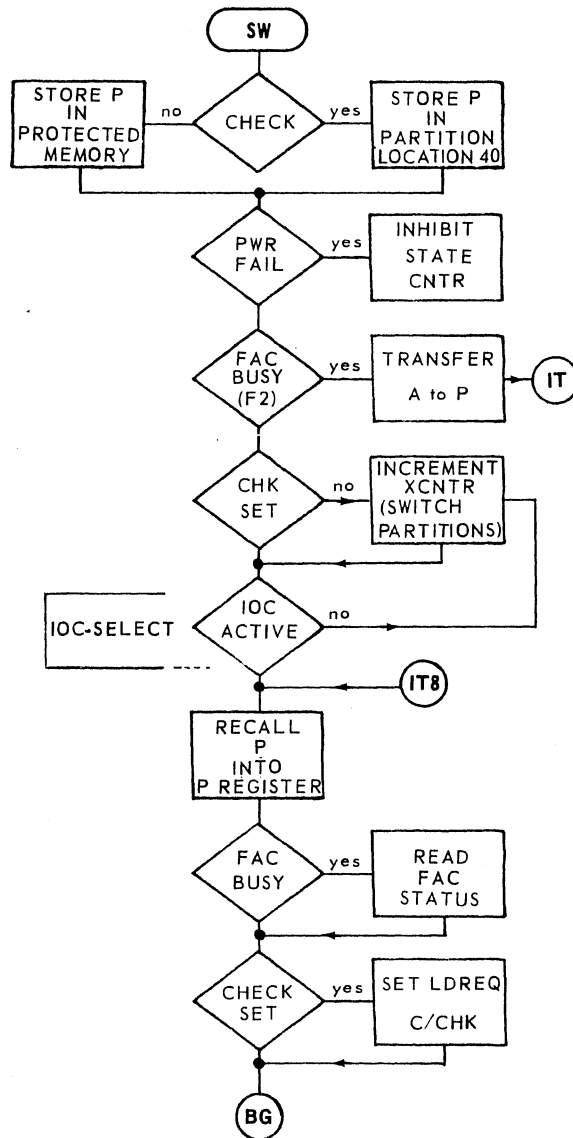 SW
STORE P
IN
PROTECTED
MEMORY
no
CHECK
yes
STORE P
IN
PARTITION
LOCATION 40
PWR
FAIL
yes
INHIBIT
STATE
CNTR
FAC
BUSY
(F2)
yes
TRANSFER
A to P
IT
CHK
SET
no
INCREMENT
XCNTR
(SWITCH
PARTITIONS)
IOC-SELECT
IOC
ACTIVE
no
IT8
RECALL
P
INTO
P REGISTER
FAC
BUSY
yes
READ
FAC
STATUS
CHECK
SET
yes
SET LDREQ
C/CHK
BG